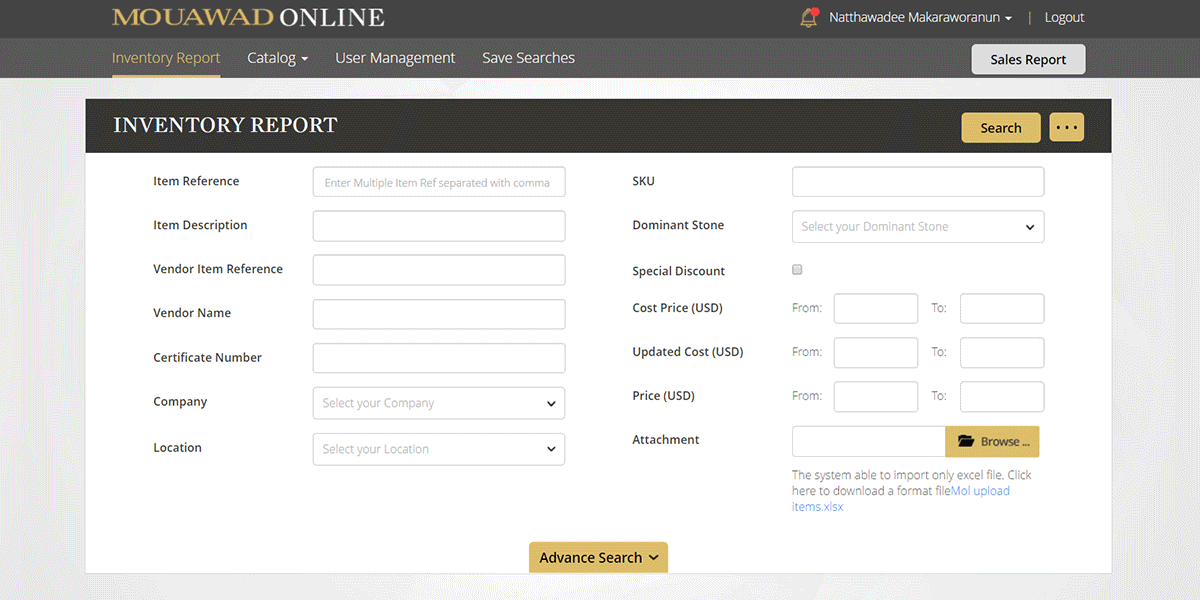 MOUAWAD ONLINE
Natthawadee Makaraworanun | Logout
Inventory Report Catalog User Management Save Searches Sales Report
INVENTORY REPORT
Search ...
Item Reference
Enter Multiple Item Ref separated with comma
Item Description
Vendor Item Reference
Vendor Name
Certificate Number
Company
Select your Company
Location
Select your Location
SKU
Dominant Stone
Select your Dominant Stone
Special Discount
Cost Price (USD)
From: To:
Updated Cost (USD)
From: To:
Price (USD)
From: To:
Attachment
Browse ...
The system able to import only excel file. Click
here to download a format fileMol upload
items.xlsx
Advance Search